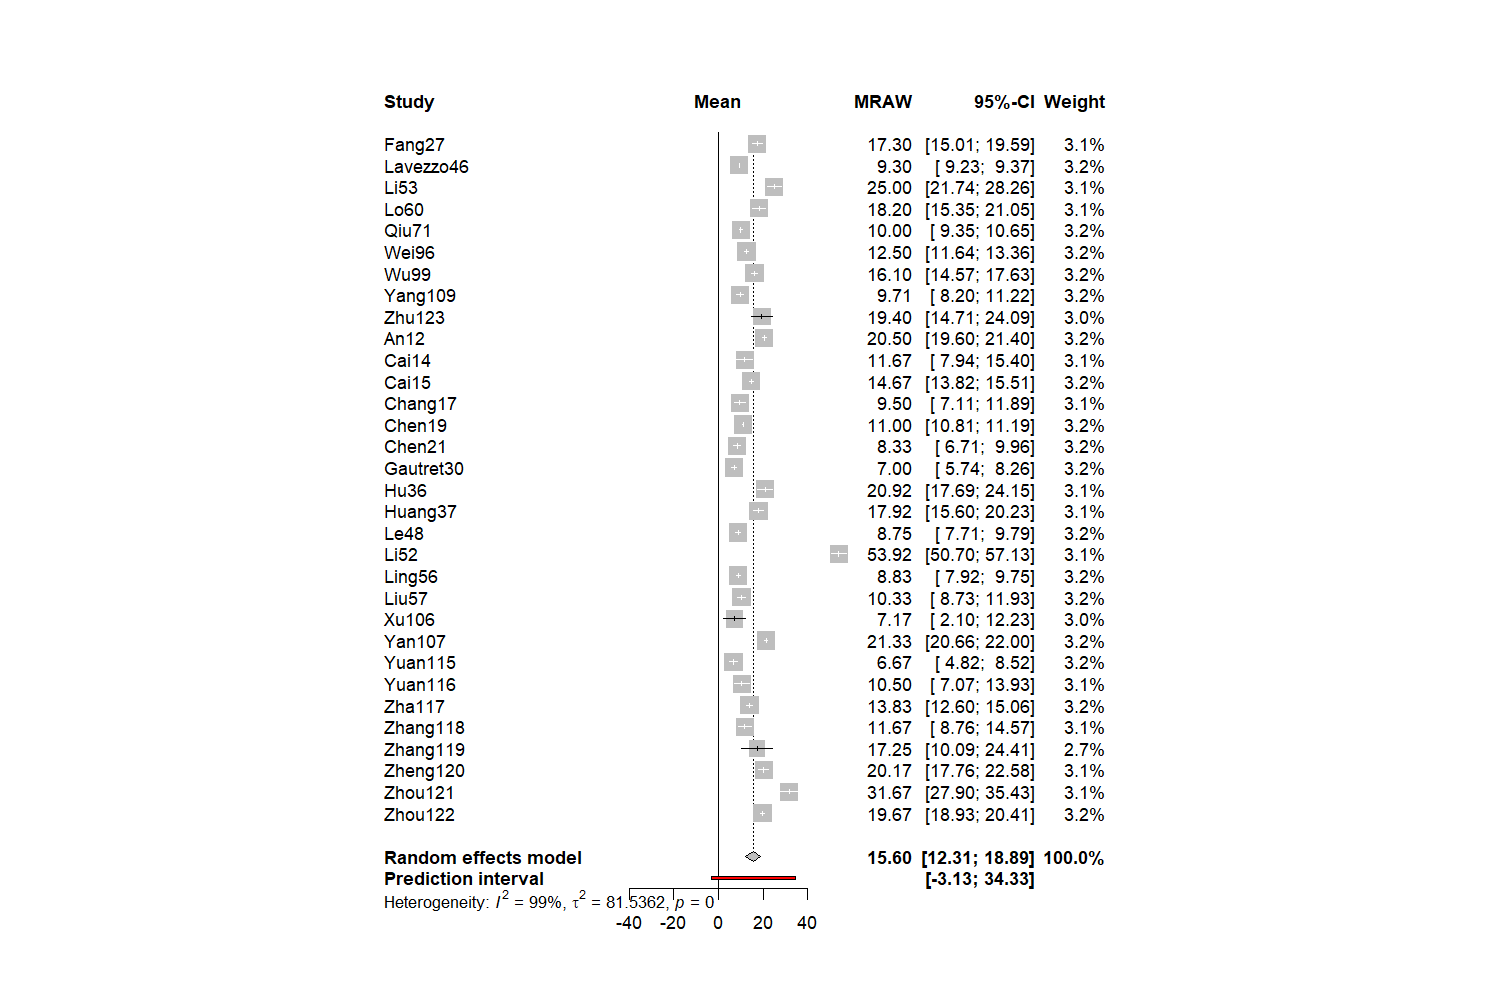 Study Mean MRAW 95%-CI Weight
Fang27 17.30 [15.01; 19.59] 3.1%
Lavezzo46 9.30 [ 9.23; 9.37] 3.2%
Li53 25.00 [21.74; 28.26] 3.1%
Lo60 18.20 [15.35; 21.05] 3.1%
Qiu71 10.00 [ 9.35; 10.65] 3.2%
Wei96 12.50 [11.64; 13.36] 3.2%
Wu99 16.10 [14.57; 17.63] 3.2%
Yang109 9.71 [ 8.20; 11.22] 3.2%
Zhu123 19.40 [14.71; 24.09] 3.0%
An12 20.50 [19.60; 21.40] 3.2%
Cai14 11.67 [ 7.94; 15.40] 3.1%
Cai15 14.67 [13.82; 15.51] 3.2%
Chang17 9.50 [ 7.11; 11.89] 3.1%
Chen19 11.00 [10.81; 11.19] 3.2%
Chen21 8.33 [ 6.71; 9.96] 3.2%
Gautret30 7.00 [ 5.74; 8.26] 3.2%
Hu36 20.92 [17.69; 24.15] 3.1%
Huang37 17.92 [15.60; 20.23] 3.1%
Le48 8.75 [ 7.71; 9.79] 3.2%
Li52 53.92 [50.70; 57.13] 3.1%
Ling56 8.83 [ 7.92; 9.75] 3.2%
Liu57 10.33 [ 8.73; 11.93] 3.2%
Xu106 7.17 [ 2.10; 12.23] 3.0%
Yan107 21.33 [20.66; 22.00] 3.2%
Yuan115 6.67 [ 4.82; 8.52] 3.2%
Yuan116 10.50 [ 7.07; 13.93] 3.1%
Zha117 13.83 [12.60; 15.06] 3.2%
Zhang118 11.67 [ 8.76; 14.57] 3.1%
Zhang119 17.25 [10.09; 24.41] 2.7%
Zheng120 20.17 [17.76; 22.58] 3.1%
Zhou121 31.67 [27.90; 35.43] 3.1%
Zhou122 19.67 [18.93; 20.41] 3.2%
Random effects model 15.60 [12.31; 18.89] 100.0%
Prediction interval [-3.13; 34.33]
Heterogeneity: I² = 99%, τ² = 81.5362, p = 0
-40 -20 0 20 40